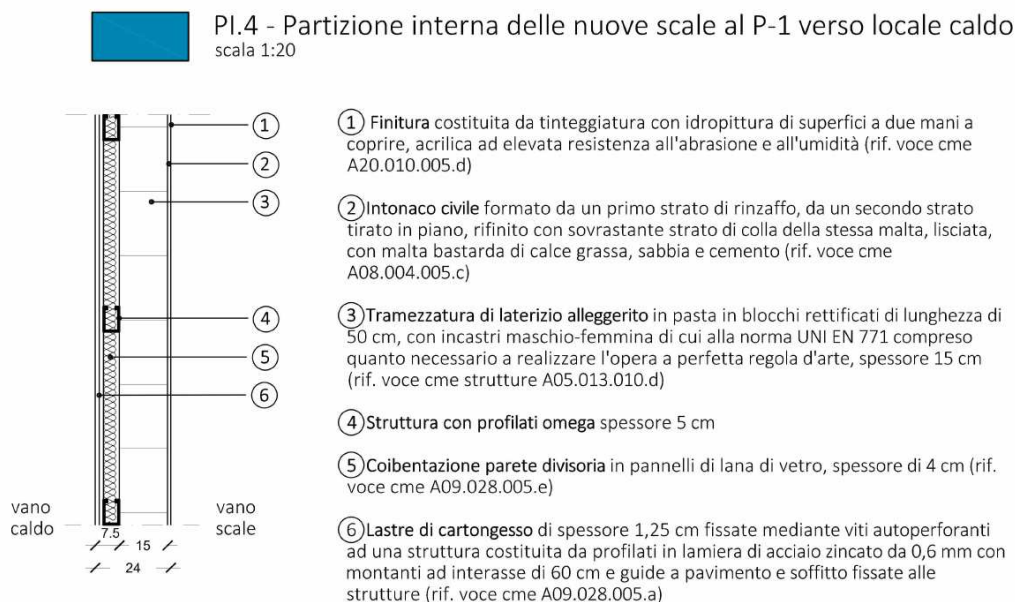 PI.4 - Partizione interna delle nuove scale al P-1 verso locale caldo
scala 1:20
1
2
3
4
5
6
vano
caldo
vano
scale
7.5
15
24
1 Finitura costituita da tinteggiatura con idropittura di superfici a due mani a
coprire, acrilica ad elevata resistenza all'abrasione e all'umidità (rif. voce cme
A20.010.005.d)
2 Intonaco civile formato da un primo strato di rinzaffo, da un secondo strato
tirato in piano, rifinito con sovrastante strato di colla della stessa malta, lisciata,
con malta bastarda di calce grassa, sabbia e cemento (rif. voce cme
A08.004.005.c)
3 Tramezzatura di laterizio alleggerito in pasta in blocchi rettificati di lunghezza di
50 cm, con incastri maschio-femmina di cui alla norma UNI EN 771 compreso
quanto necessario a realizzare l'opera a perfetta regola d'arte, spessore 15 cm
(rif. voce cme strutture A05.013.010.d)
4 Struttura con profilati omega spessore 5 cm
5 Coibentazione parete divisoria in pannelli di lana di vetro, spessore di 4 cm (rif.
voce cme A09.028.005.e)
6 Lastre di cartongesso di spessore 1,25 cm fissate mediante viti autoperforanti
ad una struttura costituita da profilati in lamiera di acciaio zincato da 0,6 mm con
montanti ad interasse di 60 cm e guide a pavimento e soffitto fissate alle
strutture (rif. voce cme A09.028.005.a)